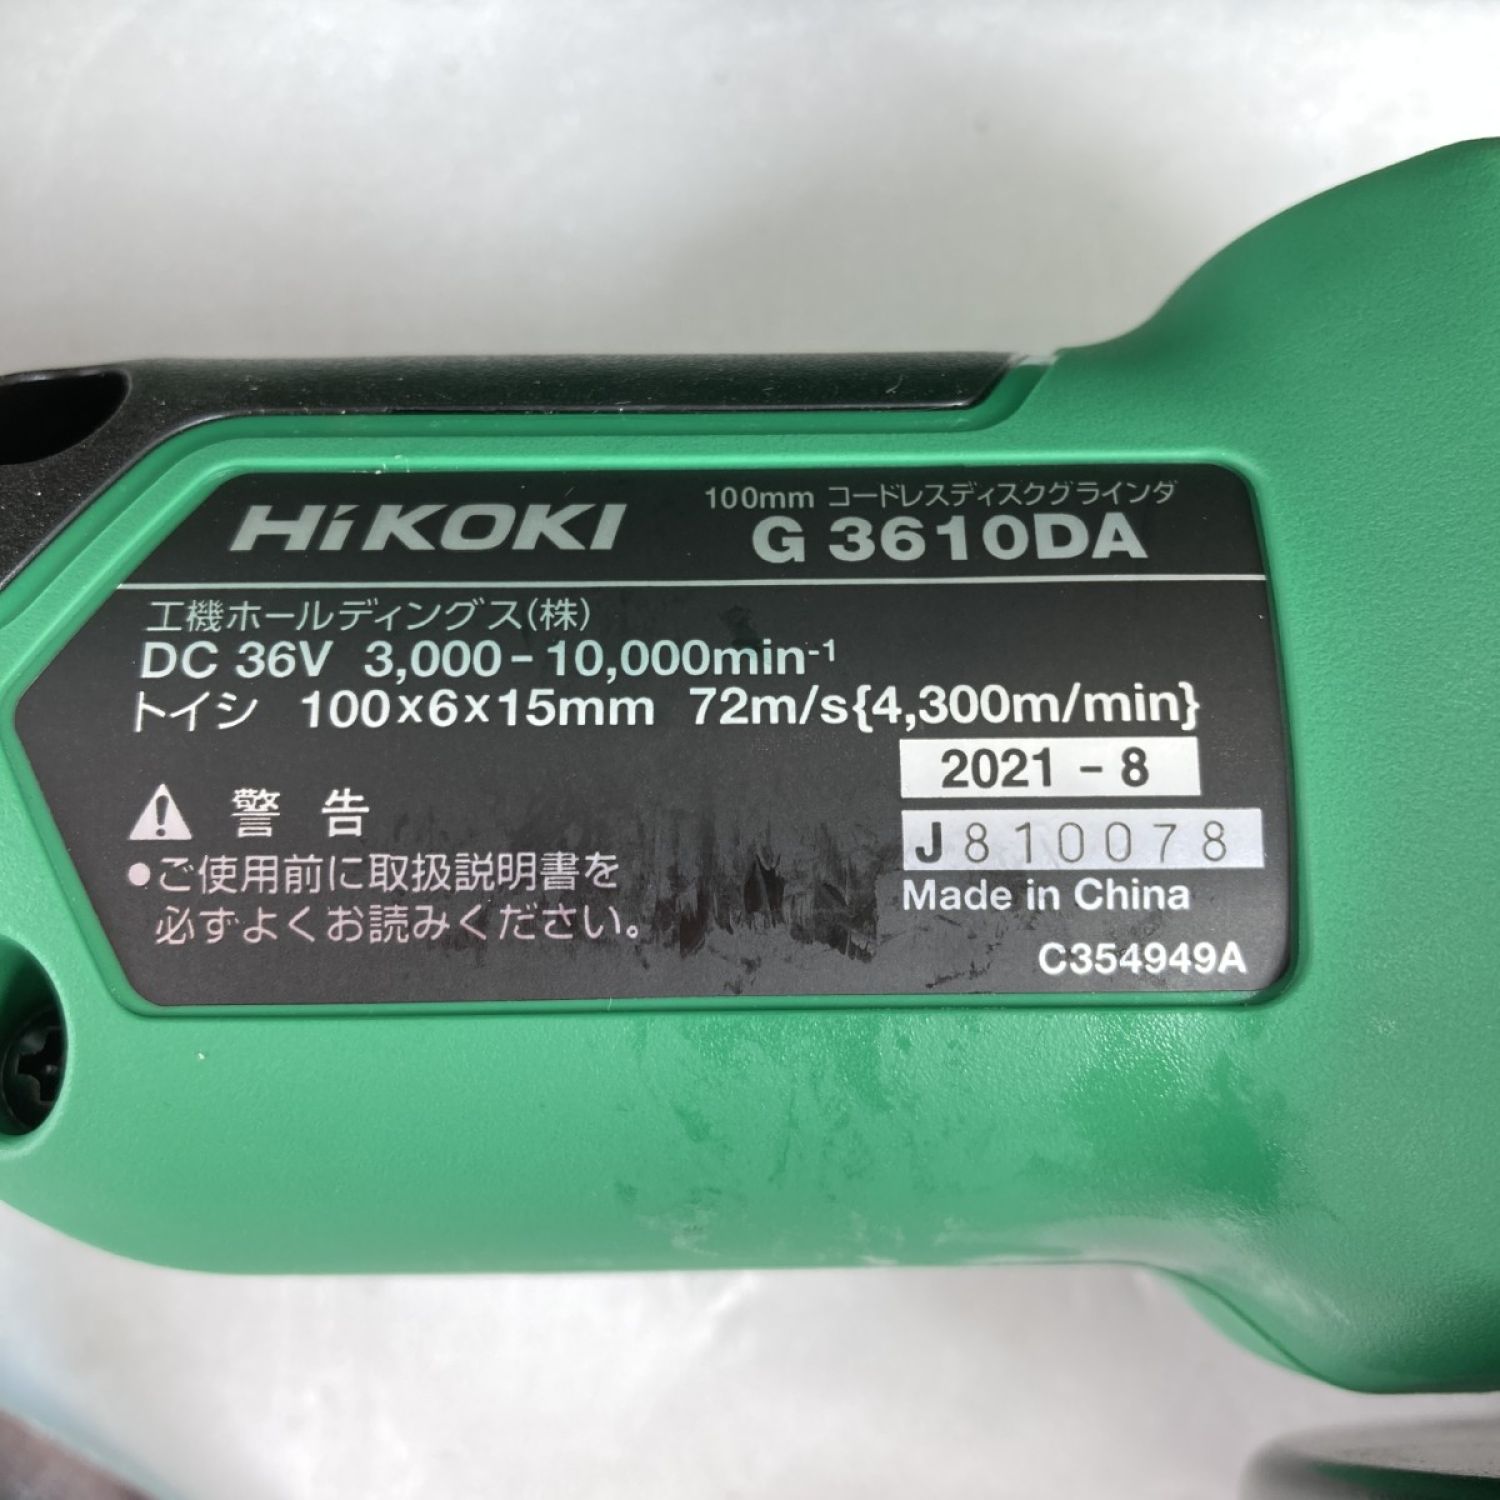 HiKOKI
100mm コードレスディスクグラインダ
G 3610DA
工機ホールディングス(株)
DC 36V 3,000-10,000min-1
トイシ 100×6×15mm 72m/s{4,300m/min}
2021 - 8
警 告
J810078
●ご使用前に取扱説明書を
Made in China
必ずよくお読みください。
C354949A